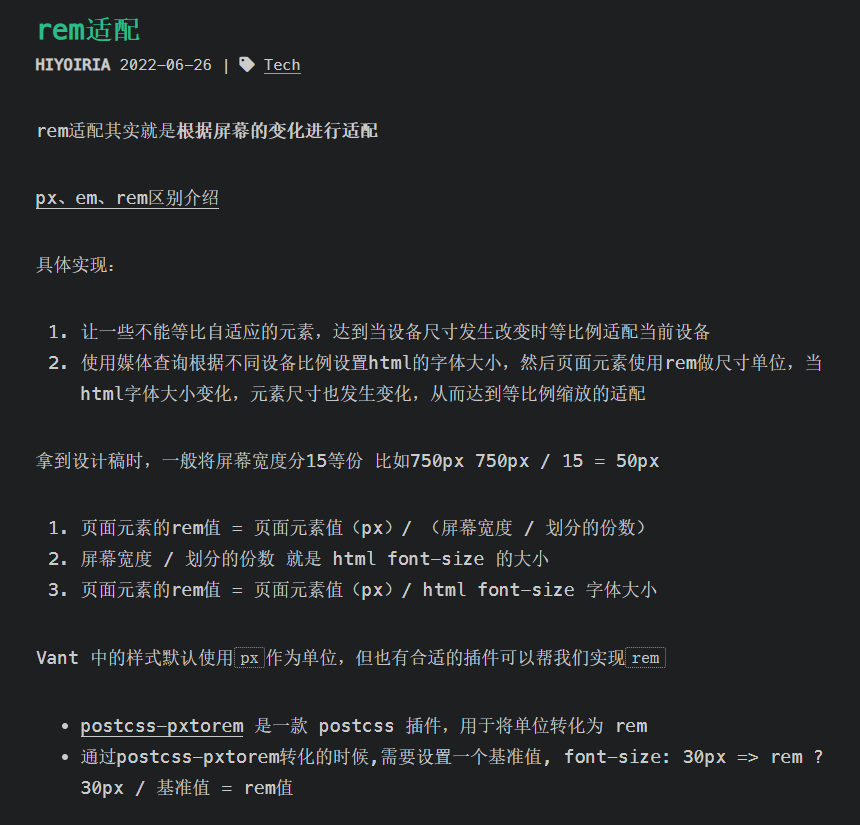 rem适配
HIYOIRIA 2022-06-26 | Tech
rem适配其实就是根据屏幕的变化进行适配
px、em、rem区别介绍
具体实现：
1. 让一些不能等比自适应的元素，达到当设备尺寸发生改变时等比例适配当前设备
2. 使用媒体查询根据不同设备比例设置html的字体大小，然后页面元素使用rem做尺寸单位，当
html字体大小变化，元素尺寸也发生变化，从而达到等比例缩放的适配
拿到设计稿时，一般将屏幕宽度分15等份 比如750px 750px / 15 = 50px
1. 页面元素的rem值 = 页面元素值（px）/ （屏幕宽度 / 划分的份数）
2. 屏幕宽度 / 划分的份数 就是 html font-size 的大小
3. 页面元素的rem值 = 页面元素值（px）/ html font-size 字体大小
Vant 中的样式默认使用px作为单位，但也有合适的插件可以帮我们实现rem
• postcss-pxtorem 是一款 postcss 插件，用于将单位转化为 rem
• 通过postcss-pxtorem转化的时候,需要设置一个基准值, font-size: 30px => rem ?
30px / 基准值 = rem值